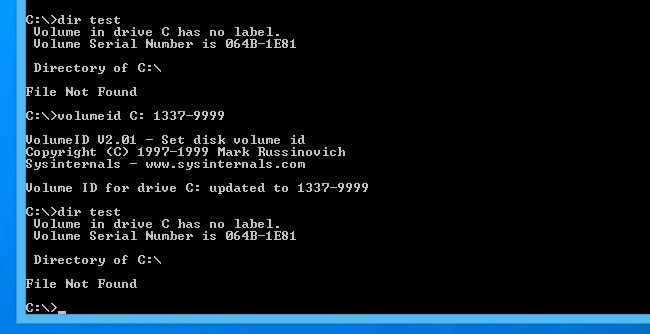 C:\>dir test
Volume in drive C has no label.
Volume Serial Number is 064B-1E81
Directory of C:\
File Not Found
C:\>volumeid C: 1337-9999
VolumeID V2.01 - Set disk volume id
Copyright (C) 1997-1999 Mark Russinovich
Sysinternals - www.sysinternals.com
Volume ID for drive C: updated to 1337-9999
C:\>dir test
Volume in drive C has no label.
Volume Serial Number is 064B-1E81
Directory of C:\
File Not Found
C:\>_